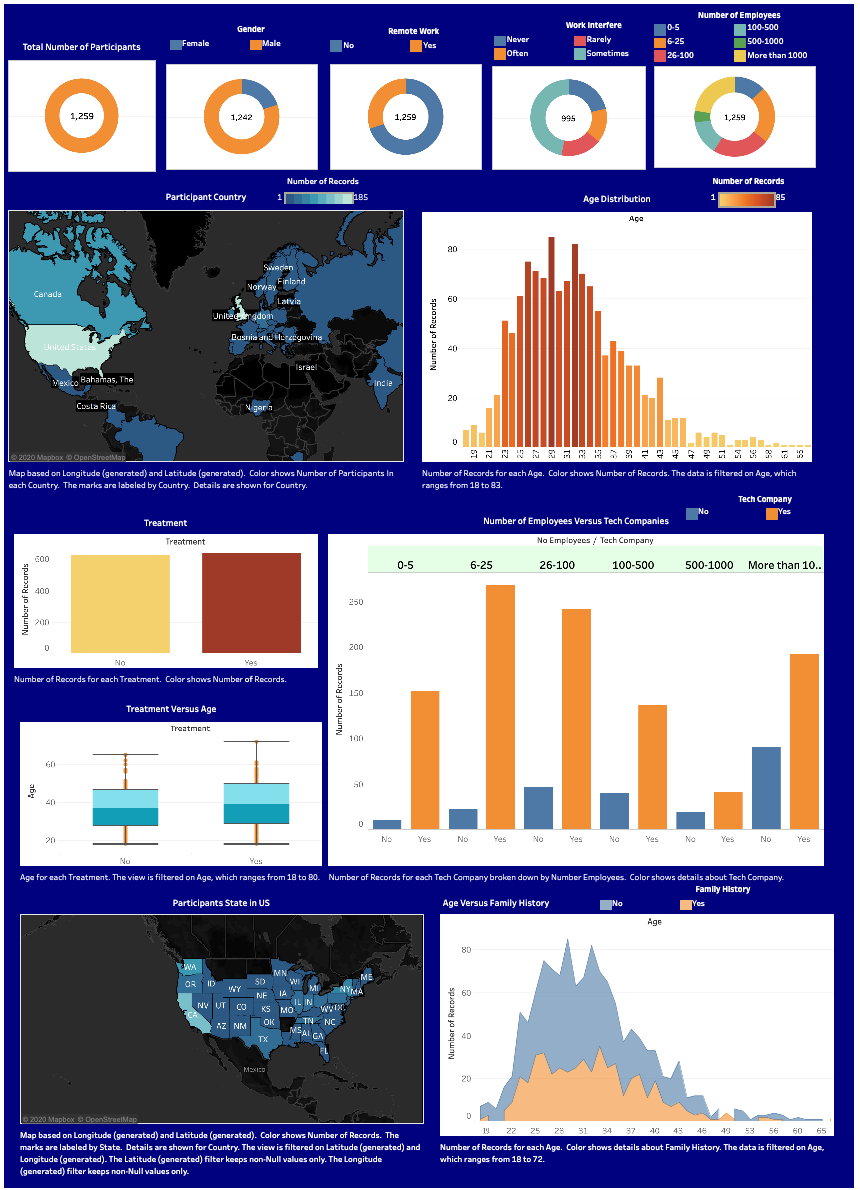 Total Number of Participants
1,259
Gender
Female
Male
1,242
Remote Work
No
Yes
1,259
Work Interfere
Never
Rarely
Often
Sometimes
995
Number of Employees
0-5
100-500
6-25
500-1000
26-100
More than 1000
1,259
Participant Country
Number of Records
1
185
Canada
United States
Mexico
Bahamas, The
Costa Rica
Sweden
Finland
Norway
Latvia
United Kingdom
Bosnia and Herzegovina
Israel
India
Nigeria
© 2020 Mapbox © OpenStreetMap
Map based on Longitude (generated) and Latitude (generated). Color shows Number of Participants In
each Country. The marks are labeled by Country. Details are shown for Country.
Age Distribution
Number of Records
1
85
Age
Number of Records
80
60
40
20
0
19 21 23 25 27 29 31 33 35 37 39 41 43 45 47 49 51 54 56 58 61 65
Number of Records for each Age. Color shows Number of Records. The data is filtered on Age, which
ranges from 18 to 83.
Treatment
Treatment
Number of Records
600
400
200
0
No
Yes
Number of Records for each Treatment. Color shows Number of Records.
Number of Employees Versus Tech Companies
Tech Company
No
Yes
No Employees / Tech Company
0-5
6-25
26-100
100-500
500-1000
More than 10..
Number of Records
250
200
150
100
50
0
No Yes No Yes No Yes No Yes No Yes No Yes
Number of Records for each Tech Company broken down by Number Employees. Color shows details about Tech Company.
Treatment Versus Age
Treatment
Age
60
40
20
No
Yes
Age for each Treatment. The view is filtered on Age, which ranges from 18 to 80.
Participants State in US
WA
OR
ID
WY
SD
MN
WI
MI
NY
MA
ME
NV
UT
CO
NE
IA
IL
IN
WV
CA
KS
MO
AZ
NM
OK
TN
NC
MS
AL
GA
TX
FL
Mexico
© 2020 Mapbox © OpenStreetMap
Map based on Longitude (generated) and Latitude (generated). Color shows Number of Records. The
marks are labeled by State. Details are shown for Country. The view is filtered on Latitude (generated) and
Longitude (generated). The Latitude (generated) filter keeps non-Null values only. The Longitude
(generated) filter keeps non-Null values only.
Age Versus Family History
Family History
No
Yes
Age
Number of Records
80
60
40
20
0
19 22 25 28 31 34 37 40 43 46 49 53 56 60 65
Number of Records for each Age. Color shows details about Family History. The data is filtered on Age,
which ranges from 18 to 72.